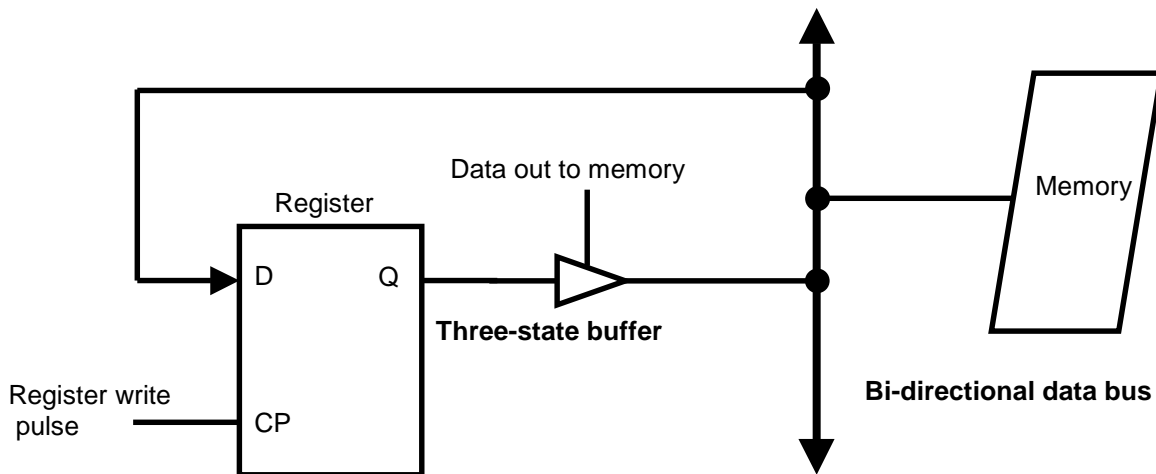 Data out to memory
Memory
Register
D
Q
Three-state buffer
Register write
pulse
CP
Bi-directional data bus